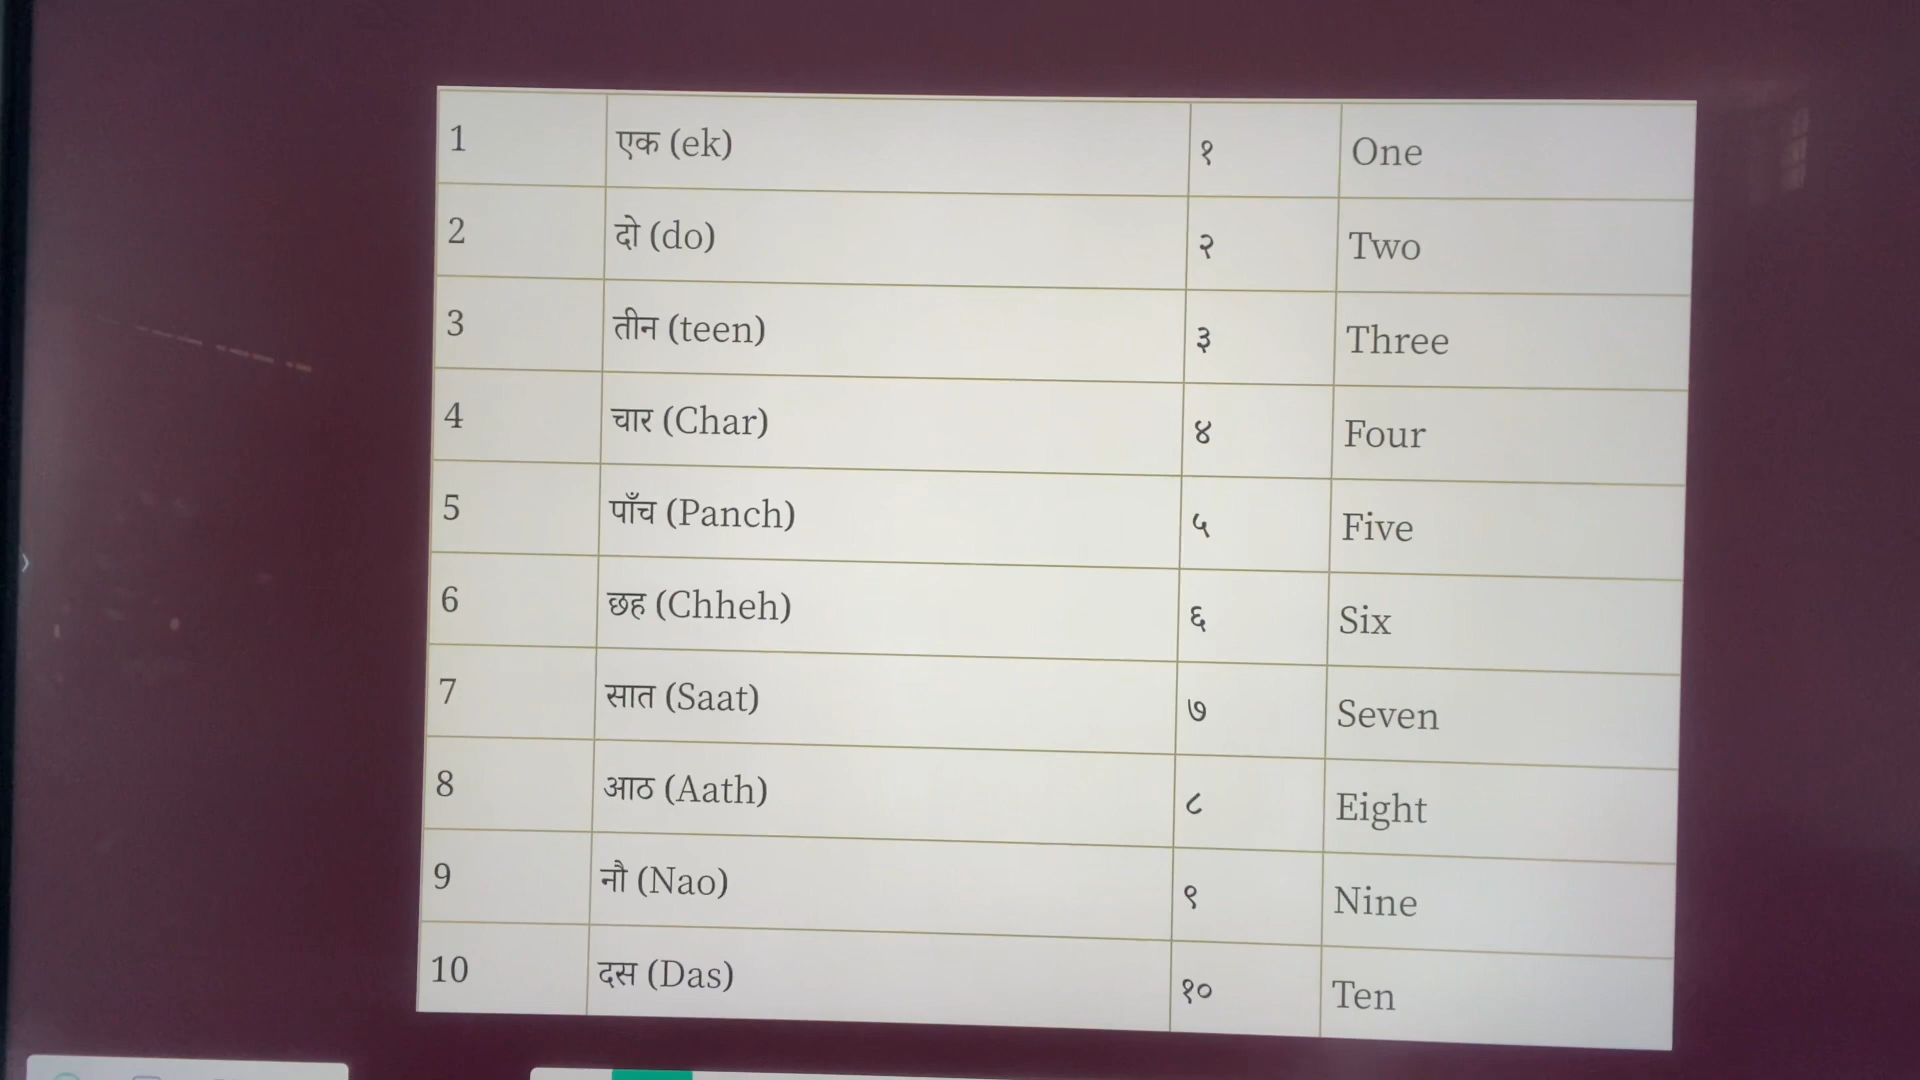 1 एक (ek) १ One
2 दो (do) २ Two
3 तीन (teen) ३ Three
4 चार (Char) ४ Four
5 पाँच (Panch) ५ Five
6 छह (Chheh) ६ Six
7 सात (Saat) ७ Seven
8 आठ (Aath) ८ Eight
9 नौ (Nao) ९ Nine
10 दस (Das) १० Ten